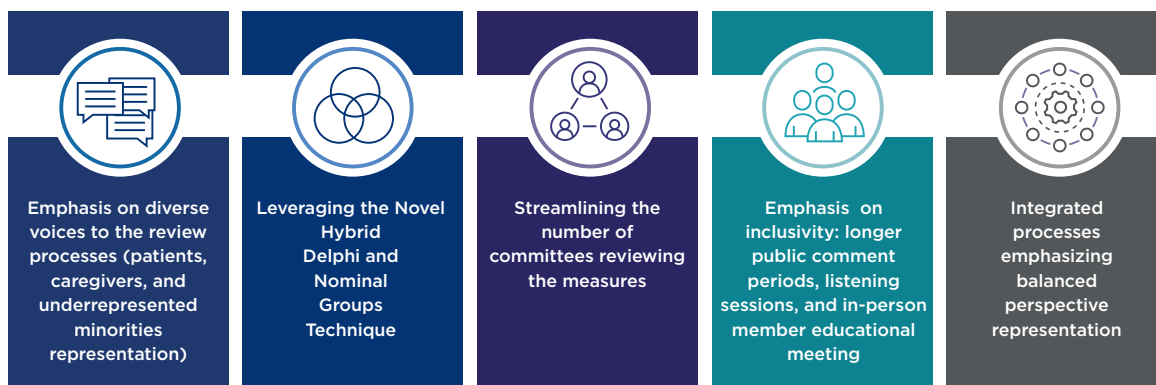 Emphasis on diverse
voices to the review
processes (patients,
caregivers, and
underrepresented
minorities
representation)
Leveraging the Novel
Hybrid
Delphi and
Nominal
Groups
Technique
Streamlining the
number of
committees reviewing
the measures
Emphasis on
inclusivity: longer
public comment
periods, listening
sessions, and in-person
member educational
meeting
Integrated
processes
emphasizing
balanced
perspective
representation